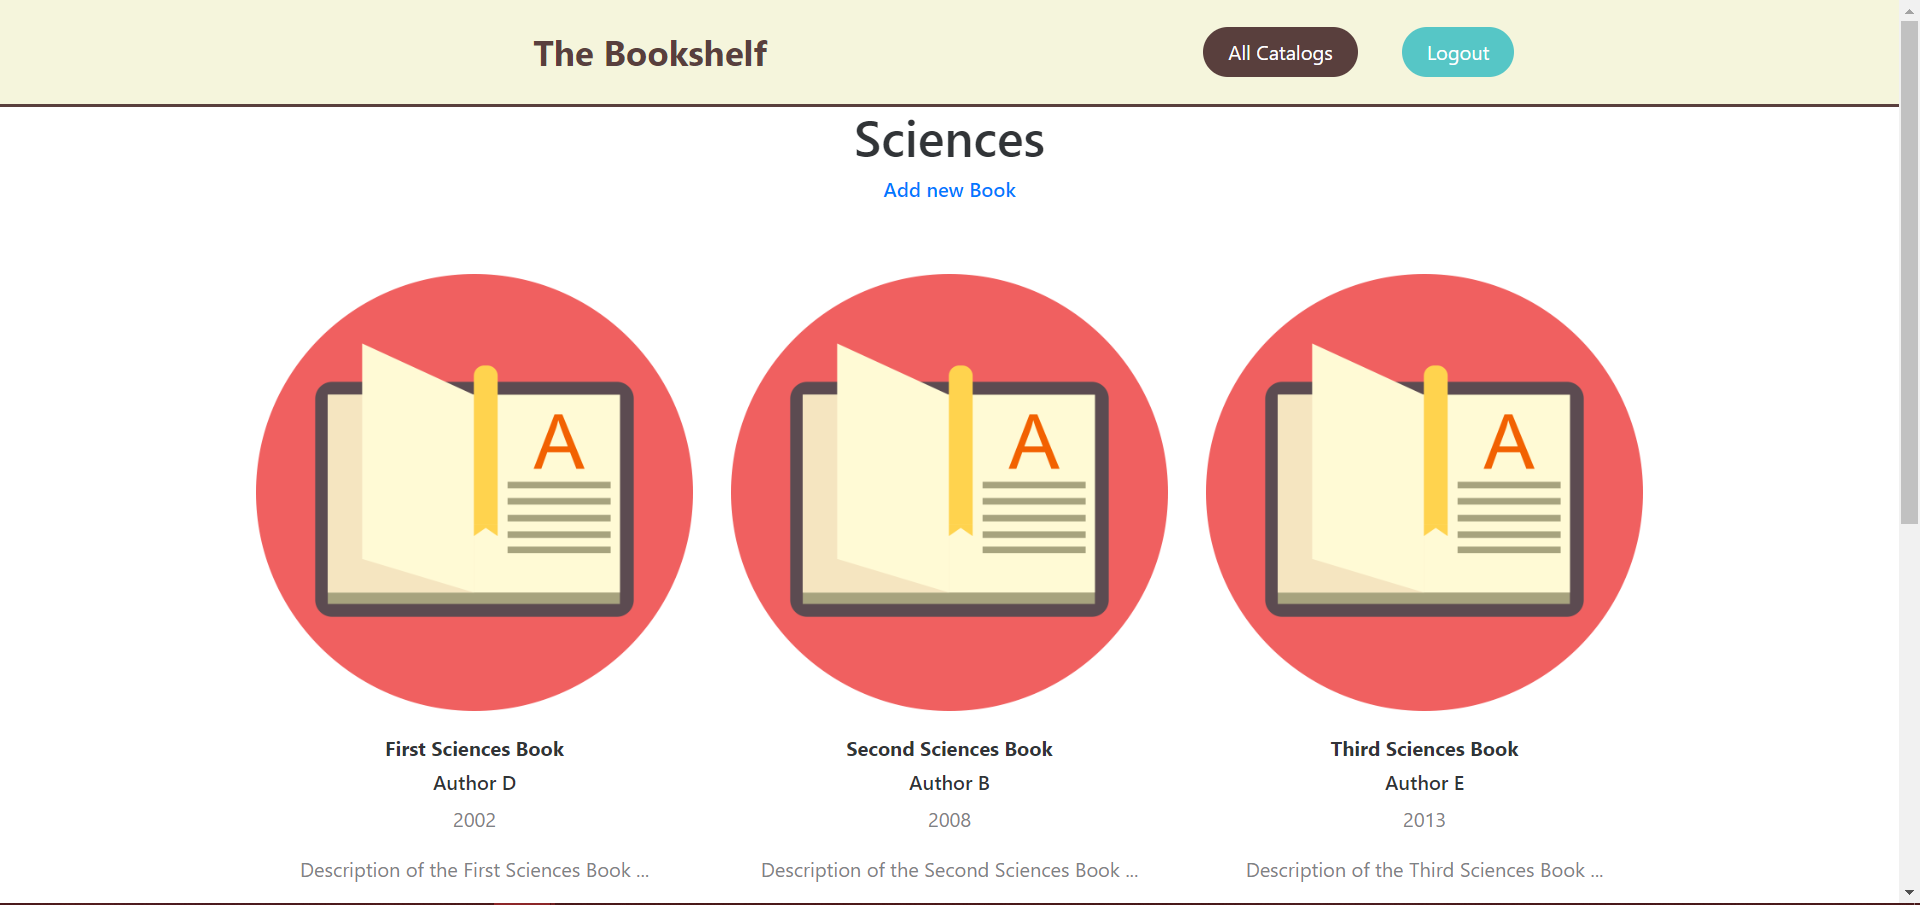 The Bookshelf
All Catalogs
Logout
Sciences
Add new Book
A
A
A
First Sciences Book
Second Sciences Book
Third Sciences Book
Author D
Author B
Author E
2002
2008
2013
Description of the First Sciences Book ...
Description of the Second Sciences Book ...
Description of the Third Sciences Book ...